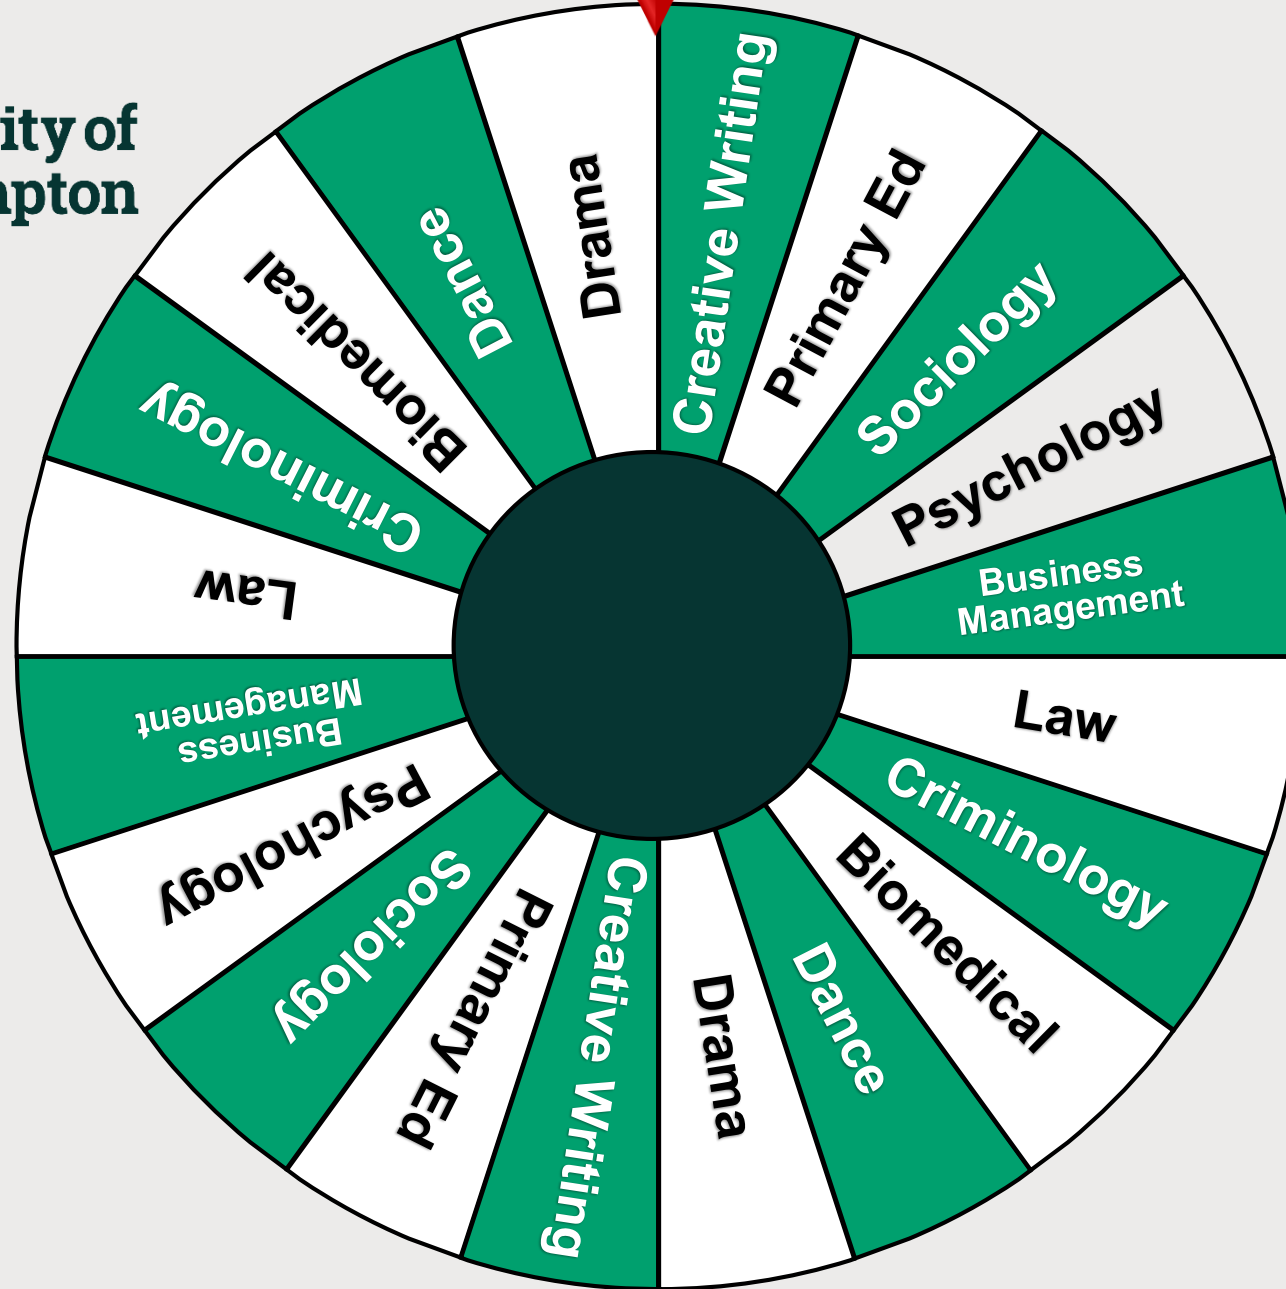 ity of
mpton
Creative Writing
Primary Ed
Sociology
Psychology
Business
Management
Law
Criminology
Biomedical
Dance
Drama
Creative Writing
Primary Ed
Sociology
Psychology
Business
Management
Law
Criminology
Biomedical
Dance
Drama